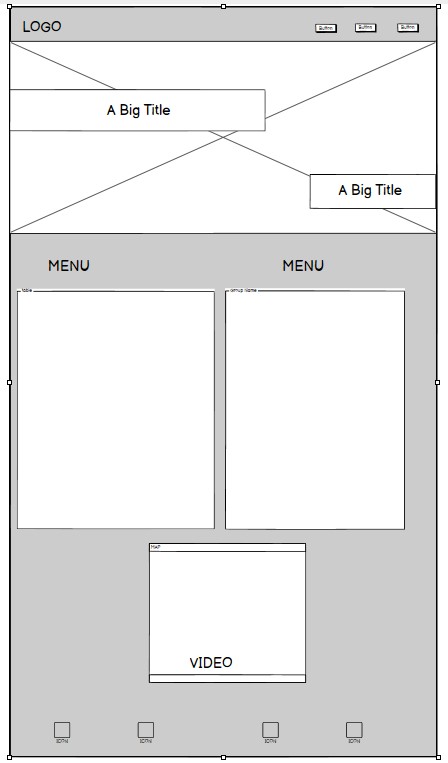 LOGO
Button Button Button
A Big Title
A Big Title
MENU MENU
Table Group Name
MAP
VIDEO
ICON ICON ICON ICON